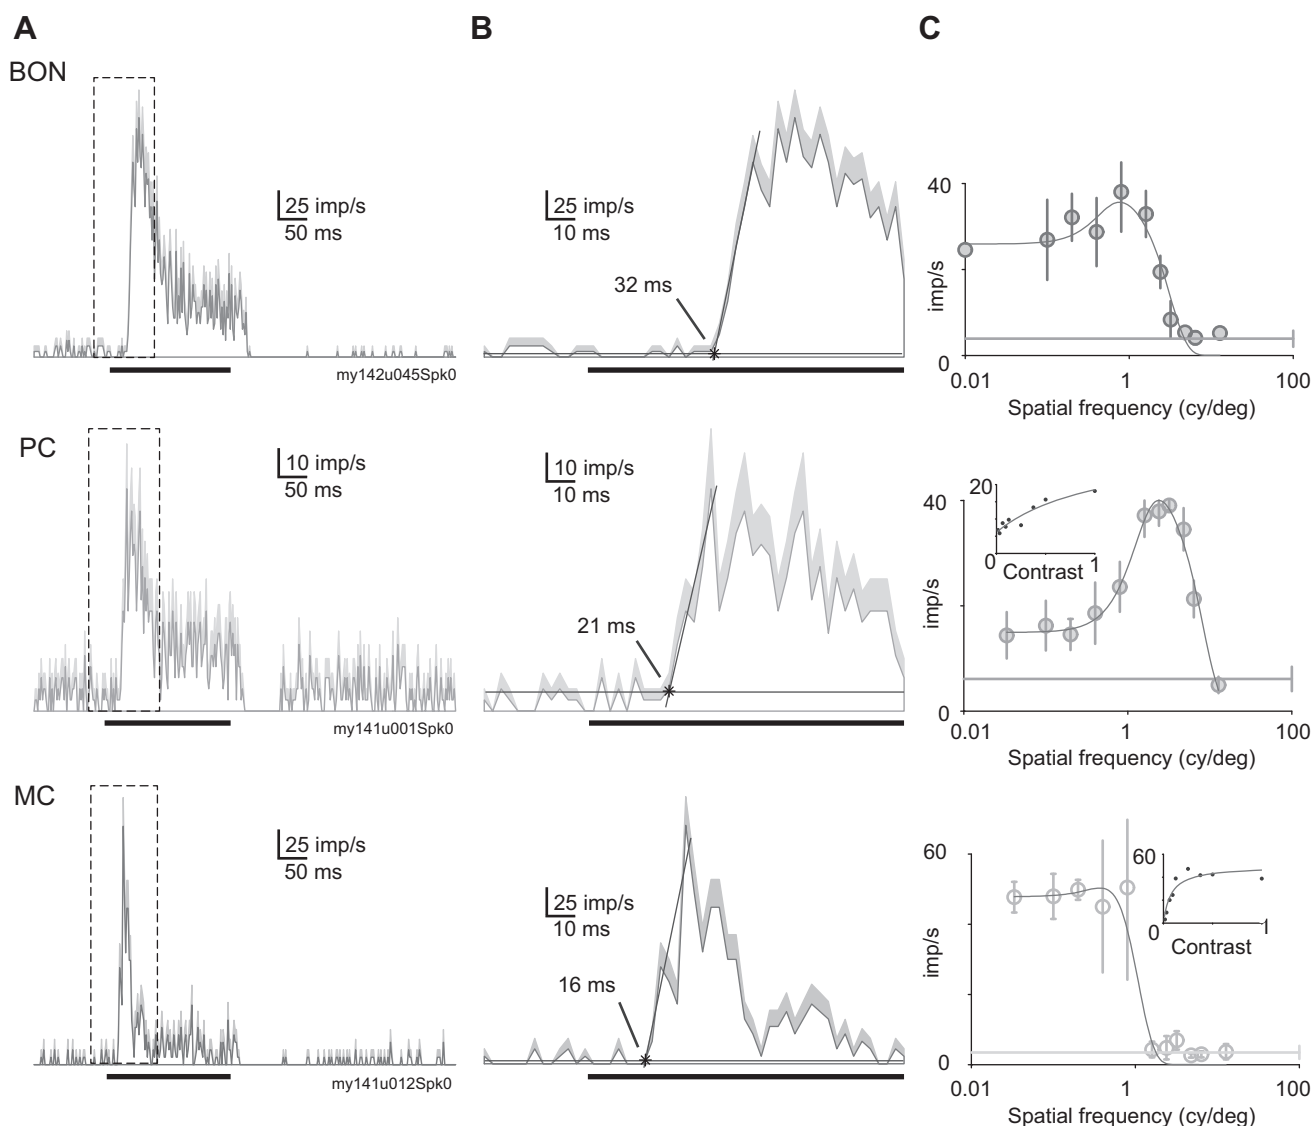 A
B
C
BON
25 imp/s
50 ms
my142u045Spk0
25 imp/s
10 ms
32 ms
40
imp/s
0
0.01
1
100
Spatial frequency (cy/deg)
PC
10 imp/s
50 ms
my141u001Spk0
10 imp/s
10 ms
21 ms
20
0
Contrast
1
40
imp/s
0
0.01
1
100
Spatial frequency (cy/deg)
MC
25 imp/s
50 ms
my141u012Spk0
25 imp/s
10 ms
16 ms
60
0
Contrast
1
60
imp/s
0
0.01
1
100
Spatial frequency (cy/deg)